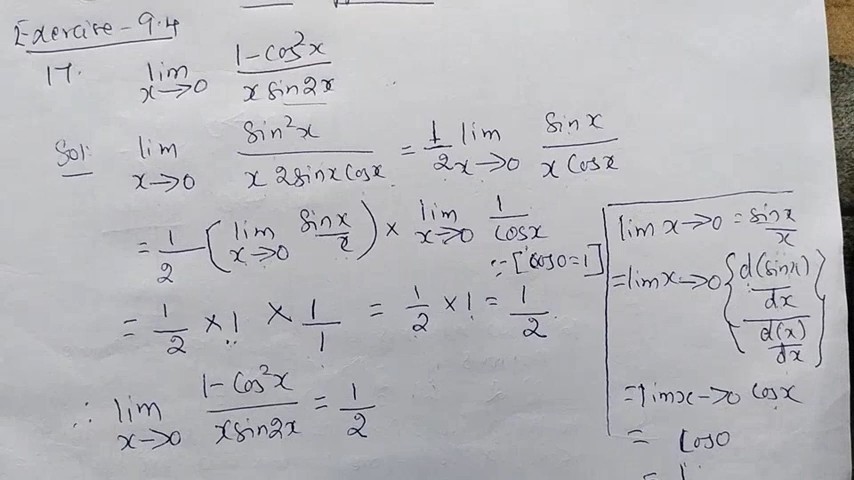 Exercise - 9.4
17. lim x→0 (1-cos²x)/(x sin2x)
Sol: lim x→0 sin²x/(x 2sinx cosx) = 1/2 lim x→0 sinx/(x cosx)
= 1/2 (lim x→0 sinx/x) × lim x→0 1/cosx
∵ [cos0=1]
= 1/2 × 1 × 1/1 = 1/2 × 1 = 1/2
∴ lim x→0 (1-cos²x)/(x sin2x) = 1/2
lim x→0 = sinx/x
= lim x→0 {(d(sinx)/dx)/(d(x)/dx)}
= lim x→0 cosx
= cos0
= 1